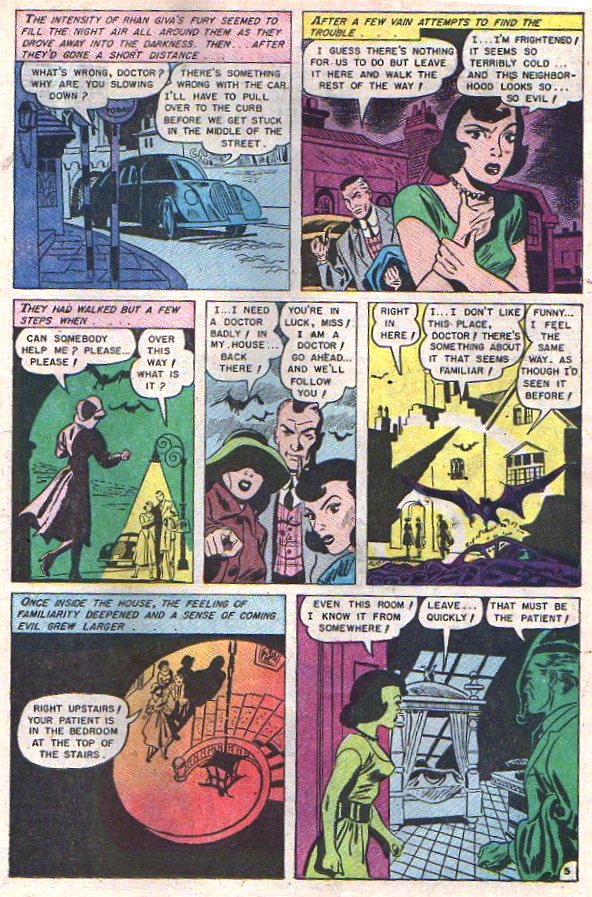 THE INTENSITY OF RHAN GIVA'S FURY SEEMED TO
FILL THE NIGHT AIR ALL AROUND THEM AS THEY
DROVE AWAY INTO THE DARKNESS. THEN... AFTER
THEY'D GONE A SHORT DISTANCE . . . .
WHAT'S WRONG, DOCTOR?
WHY ARE YOU SLOWING
DOWN?
THERE'S SOMETHING
WRONG WITH THE CAR.
I'LL HAVE TO PULL
OVER TO THE CURB
BEFORE WE GET STUCK
IN THE MIDDLE OF THE
STREET.
AFTER A FEW VAIN ATTEMPTS TO FIND THE
TROUBLE . . . .
I GUESS THERE'S NOTHING
FOR US TO DO BUT LEAVE
IT HERE AND WALK THE
REST OF THE WAY!
I...I'M FRIGHTENED!
IT SEEMS SO
TERRIBLY COLD...
AND THIS NEIGHBOR-
HOOD LOOKS SO...
SO EVIL!
THEY HAD WALKED BUT A FEW
STEPS WHEN . . . .
CAN SOMEBODY
HELP ME? PLEASE...
PLEASE!
OVER
THIS
WAY!
WHAT IS
IT?
I...I NEED
A DOCTOR
BADLY! IN
MY HOUSE...
BACK
THERE!
YOU'RE IN
LUCK, MISS!
I AM A
DOCTOR!
GO AHEAD...
AND WE'LL
FOLLOW
YOU!
RIGHT
IN
HERE!
I...I DON'T LIKE
THIS PLACE,
DOCTOR! THERE'S
SOMETHING ABOUT
IT THAT SEEMS
FAMILIAR!
FUNNY...
I FEEL
THE
SAME
WAY. AS
THOUGH I'D
SEEN IT
BEFORE!
ONCE INSIDE THE HOUSE, THE FEELING OF
FAMILIARITY DEEPENED AND A SENSE OF COMING
EVIL GREW LARGER . . . .
RIGHT UPSTAIRS!
YOUR PATIENT IS
IN THE BEDROOM
AT THE TOP OF
THE STAIRS.
EVEN THIS ROOM!
I KNOW IT FROM
SOMEWHERE!
LEAVE...
QUICKLY!
THAT MUST BE
THE PATIENT!
5